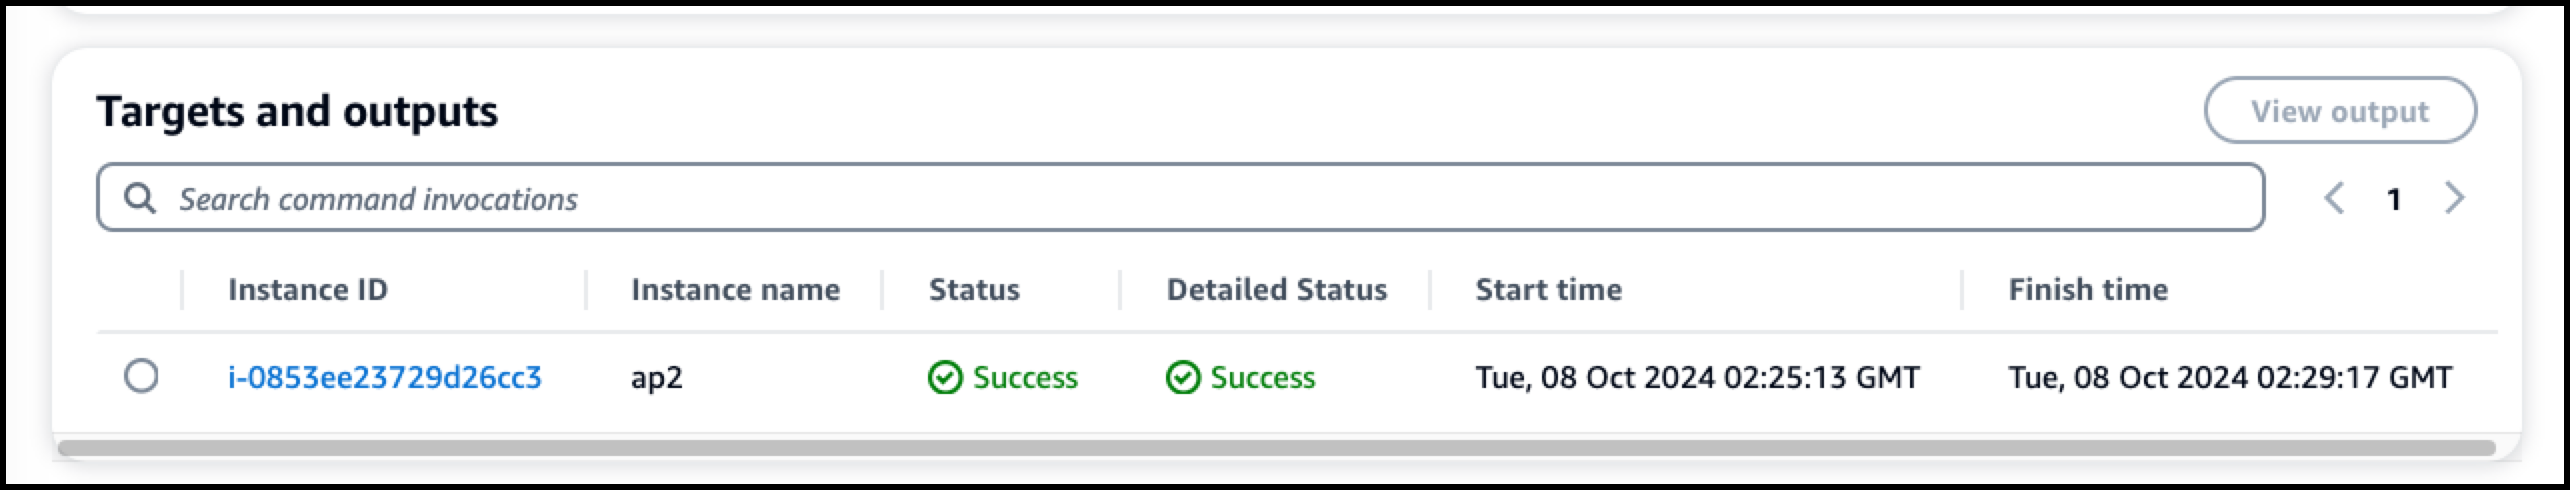 Targets and outputs
View output
Search command invocations
1
Instance ID Instance name Status Detailed Status Start time Finish time
i-0853ee23729d26cc3 ap2 Success Success Tue, 08 Oct 2024 02:25:13 GMT Tue, 08 Oct 2024 02:29:17 GMT